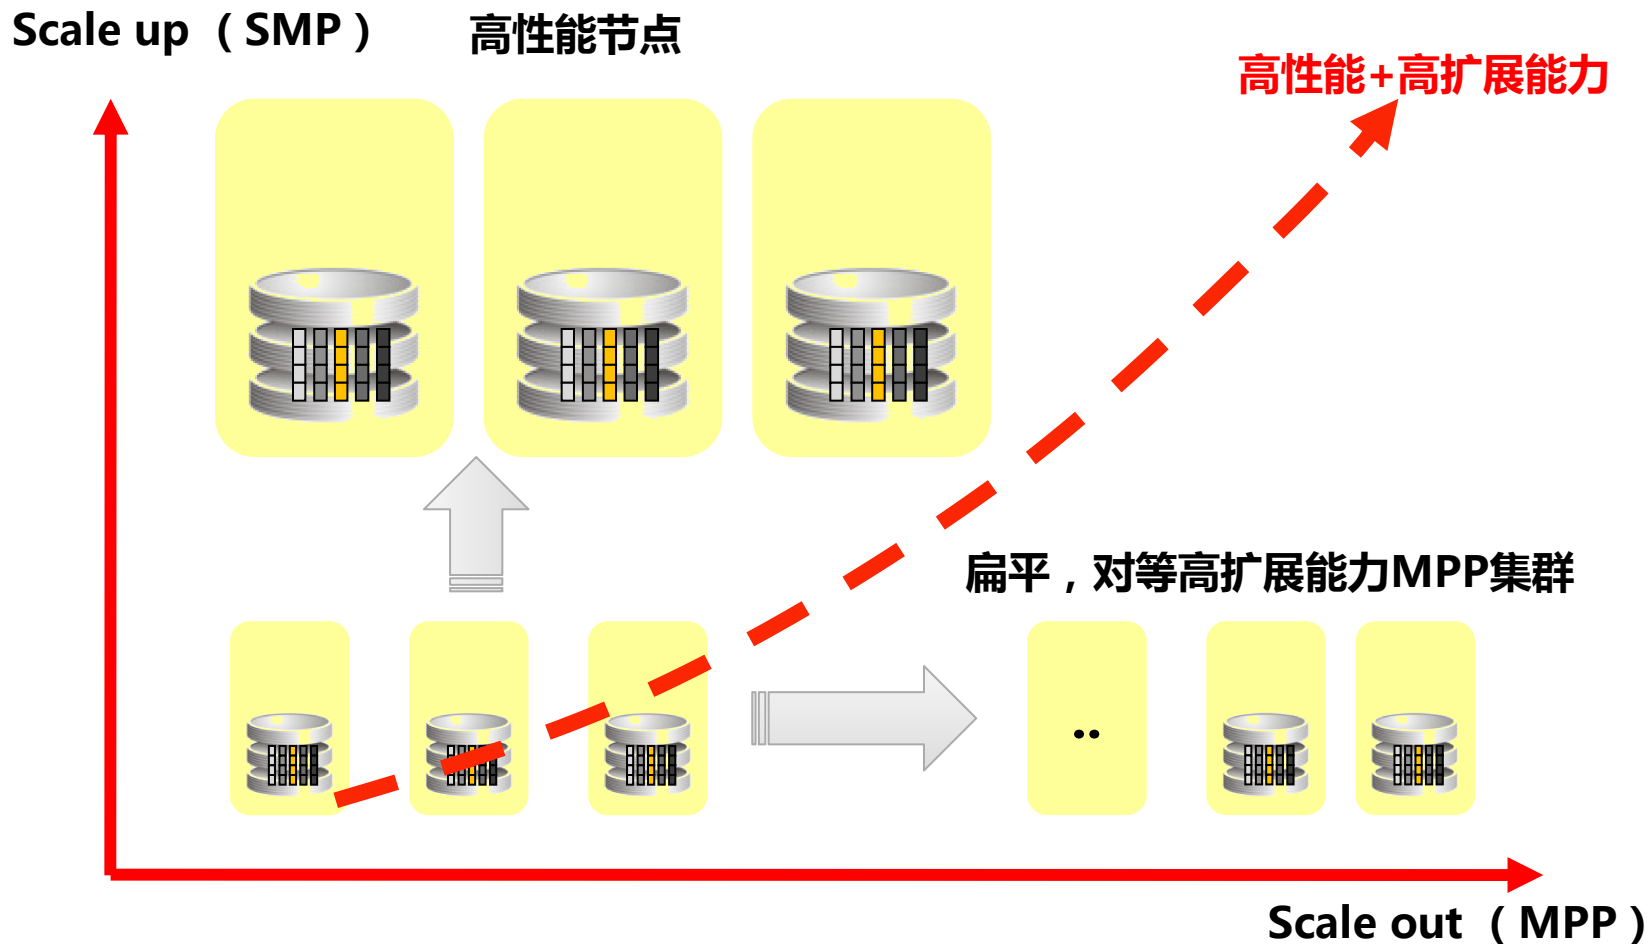 Scale up （SMP） 高性能节点
高性能+高扩展能力
扁平，对等高扩展能力MPP集群
..
Scale out （MPP）